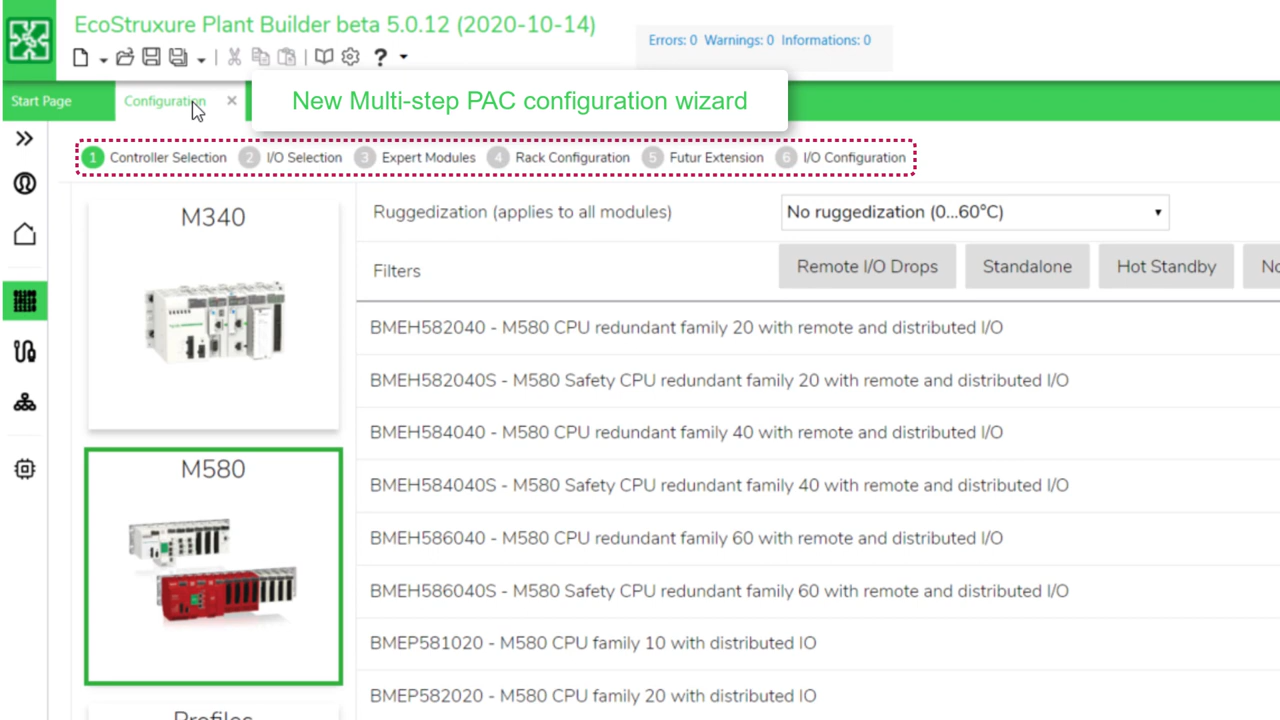 EcoStruxure Plant Builder beta 5.0.12 (2020-10-14)
Errors: 0 Warnings: 0 Informations: 0
Start Page
Configuration
New Multi-step PAC configuration wizard
1 Controller Selection 2 I/O Selection 3 Expert Modules 4 Rack Configuration 5 Futur Extension 6 I/O Configuration
M340
M580
Profiles
Ruggedization (applies to all modules)
No ruggedization (0...60°C)
Filters
Remote I/O Drops
Standalone
Hot Standby
BMEH582040 - M580 CPU redundant family 20 with remote and distributed I/O
BMEH582040S - M580 Safety CPU redundant family 20 with remote and distributed I/O
BMEH584040 - M580 CPU redundant family 40 with remote and distributed I/O
BMEH584040S - M580 Safety CPU redundant family 40 with remote and distributed I/O
BMEH586040 - M580 CPU redundant family 60 with remote and distributed I/O
BMEH586040S - M580 Safety CPU redundant family 60 with remote and distributed I/O
BMEP581020 - M580 CPU family 10 with distributed IO
BMEP582020 - M580 CPU family 20 with distributed IO